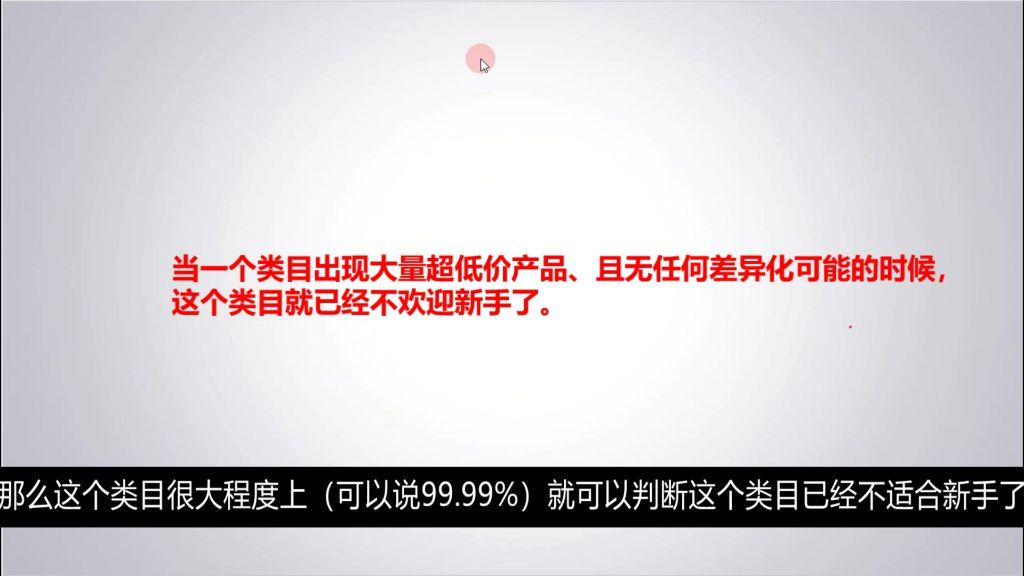 当一个类目出现大量超低价产品、且无任何差异化可能的时候，
这个类目就已经不欢迎新手了。
那么这个类目很大程度上（可以说99.99%）就可以判断这个类目已经不适合新手了